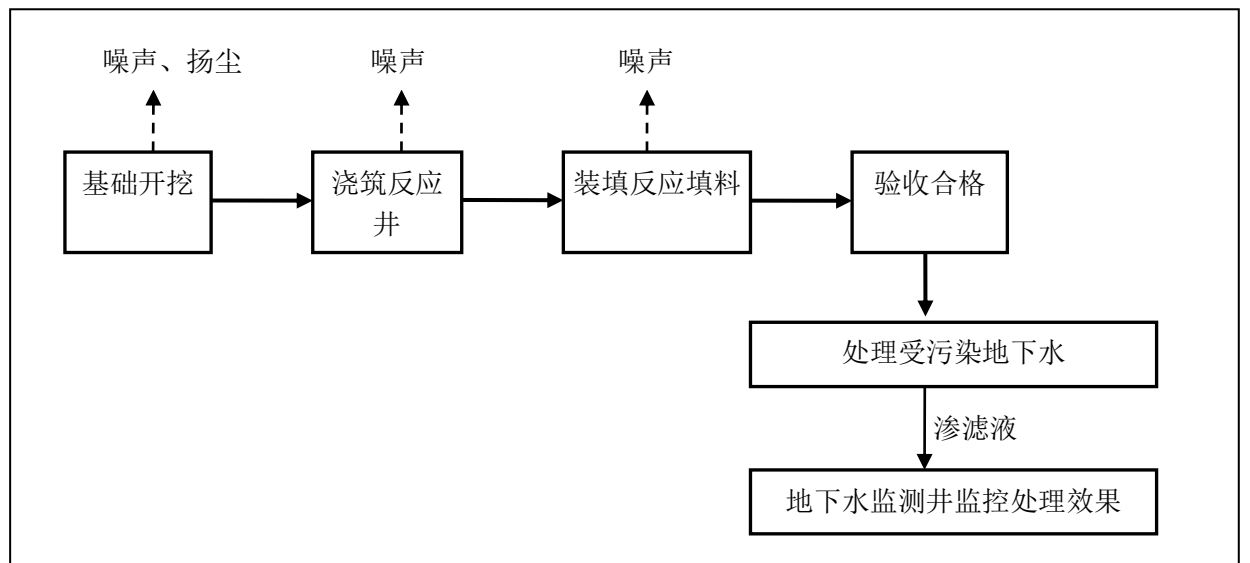 噪声、扬尘
噪声
噪声
基础开挖
浇筑反应
井
装填反应填料
验收合格
处理受污染地下水
渗滤液
地下水监测井监控处理效果